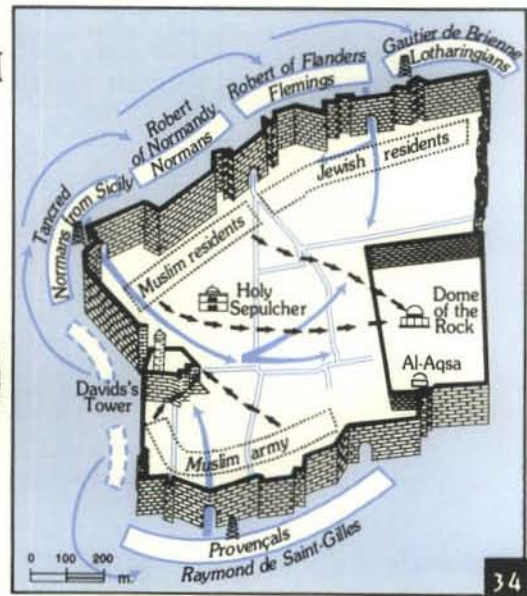 Gautier de Brienne
Lotharingians
Robert of Flanders
Flemings
Robert
of Normandy
Normans
Tancred
Normans from Sicily
Jewish residents
Muslim residents
Holy
Sepulcher
Dome
of the
Rock
Al-Aqsa
Davids's
Tower
Muslim army
Provençals
Raymond de Saint-Gilles
0 100 200
m.
34